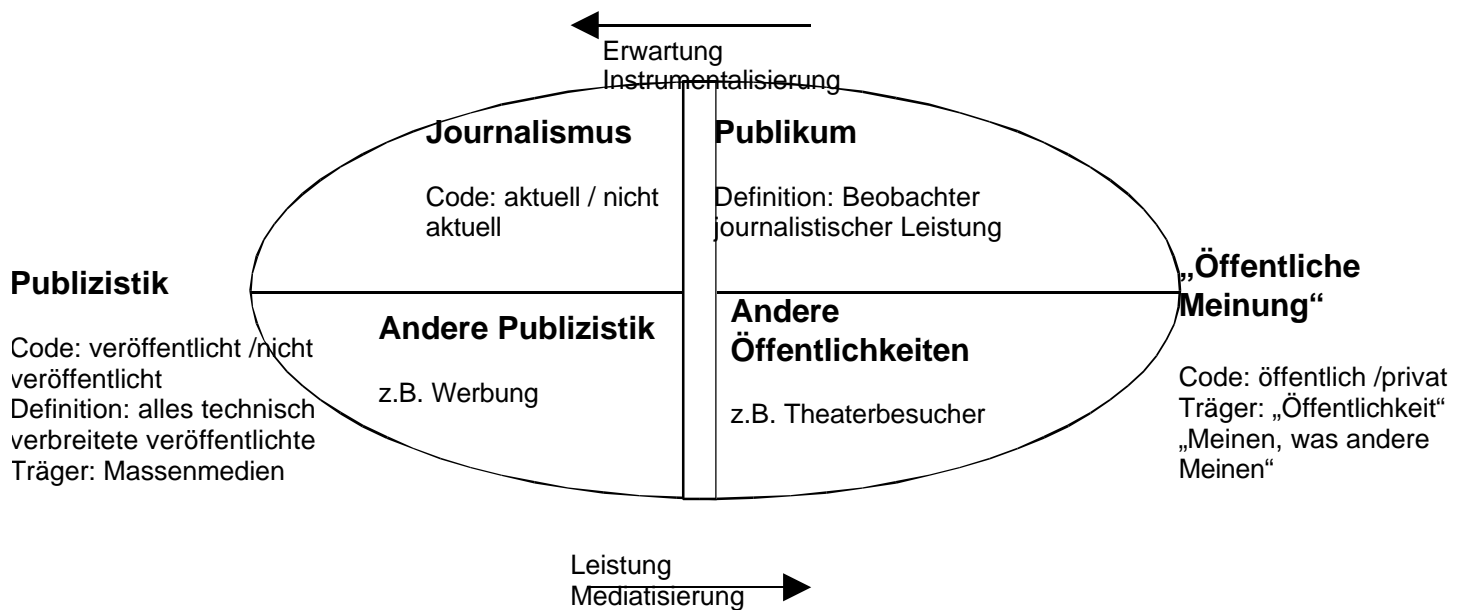 Erwartung
Instrumentalisierung
Journalismus
Code: aktuell / nicht
aktuell
Publikum
Definition: Beobachter
journalistischer Leistung
Publizistik
Code: veröffentlicht /nicht
veröffentlicht
Definition: alles technisch
verbreitete veröffentlichte
Träger: Massenmedien
Andere Publizistik
z.B. Werbung
Andere
Öffentlichkeiten
z.B. Theaterbesucher
„Öffentliche
Meinung“
Code: öffentlich /privat
Träger: „Öffentlichkeit“
„Meinen, was andere
Meinen“
Leistung
Mediatisierung